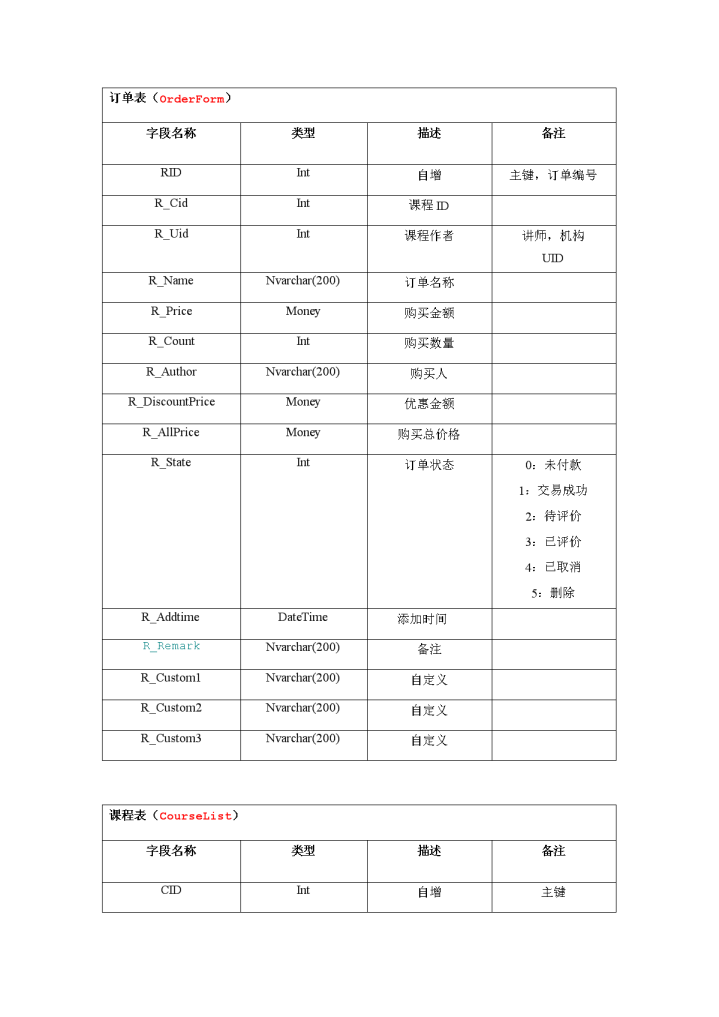 订单表（OrderForm）
字段名称 类型 描述 备注
RID Int 自增 主键，订单编号
R_Cid Int 课程 ID
R_Uid Int 课程作者 讲师，机构
UID
R_Name Nvarchar(200) 订单名称
R_Price Money 购买金额
R_Count Int 购买数量
R_Author Nvarchar(200) 购买人
R_DiscountPrice Money 优惠金额
R_AllPrice Money 购买总价格
R_State Int 订单状态 0：未付款
1：交易成功
2：待评价
3：已评价
4：已取消
5：删除
R_Addtime DateTime 添加时间
R_Remark Nvarchar(200) 备注
R_Custom1 Nvarchar(200) 自定义
R_Custom2 Nvarchar(200) 自定义
R_Custom3 Nvarchar(200) 自定义
课程表（CourseList）
字段名称 类型 描述 备注
CID Int 自增 主键